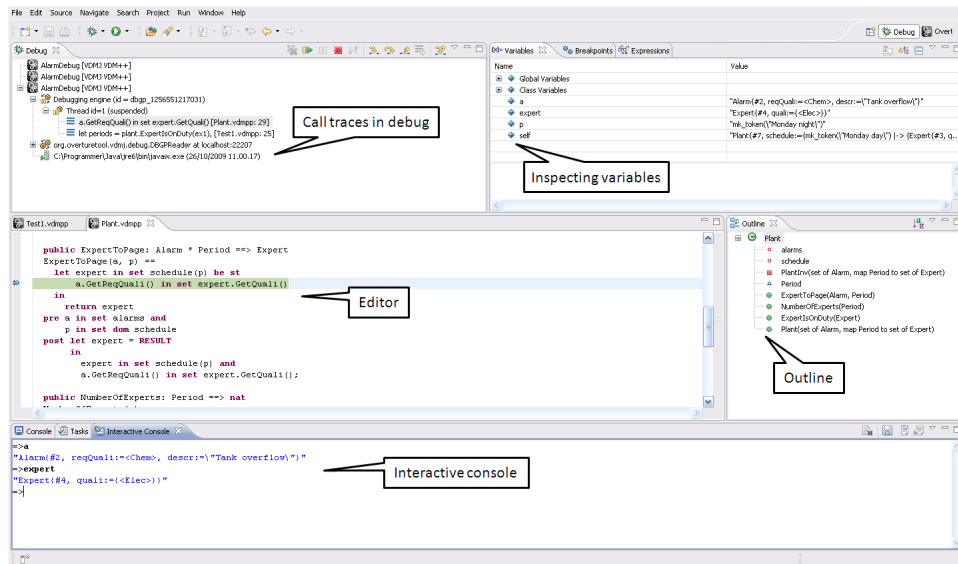 File Edit Source Navigate Search Project Run Window Help
Debug Overt
Debug
AlarmDebug [VDMJ VDM++]
AlarmDebug [VDMJ VDM++]
AlarmDebug [VDMJ VDM++]
Debugging engine (id = dbgp_1256551217031)
Thread id=1 (suspended)
a.GetReqQuali() in set expert.GetQuali() [Plant.vdmpp: 29]
let periods = plant.ExpertIsOnDuty(ex1), [Test1.vdmpp: 25]
org.overturetool.vdmj.debug.DBGPReader at localhost:22207
C:\Programmer\Java\jre6\bin\javaw.exe (26/10/2009 11.00.17)
Call traces in debug
Variables Breakpoints Expressions
Name Value
Global Variables
Class Variables
a "Alarm{#2, reqQuali:=<Chem>, descr:=\"Tank overflow\"}"
expert "Expert{#4, quali:={<Elec>}}"
p "mk_token(\"Monday night\")"
self "Plant{#7, schedule:={mk_token(\"Monday day\") |-> {Expert{#3, q...
Inspecting variables
Test1.vdmpp Plant.vdmpp
public ExpertToPage: Alarm * Period ==> Expert
ExpertToPage(a, p) ==
let expert in set schedule(p) be st
a.GetReqQuali() in set expert.GetQuali()
in
return expert
pre a in set alarms and
p in set dom schedule
post let expert = RESULT
in
expert in set schedule(p) and
a.GetReqQuali() in set expert.GetQuali();
public NumberOfExperts: Period ==> nat
Editor
Outline
Plant
alarms
schedule
PlantInv(set of Alarm, map Period to set of Expert)
Period
ExpertToPage(Alarm, Period)
NumberOfExperts(Period)
ExpertIsOnDuty(Expert)
Plant(set of Alarm, map Period to set of Expert)
Outline
Console Tasks Interactive Console
=>a
"Alarm{#2, reqQuali:=<Chem>, descr:=\"Tank overflow\"}"
=>expert
"Expert{#4, quali:={<Elec>}}"
=>
Interactive console